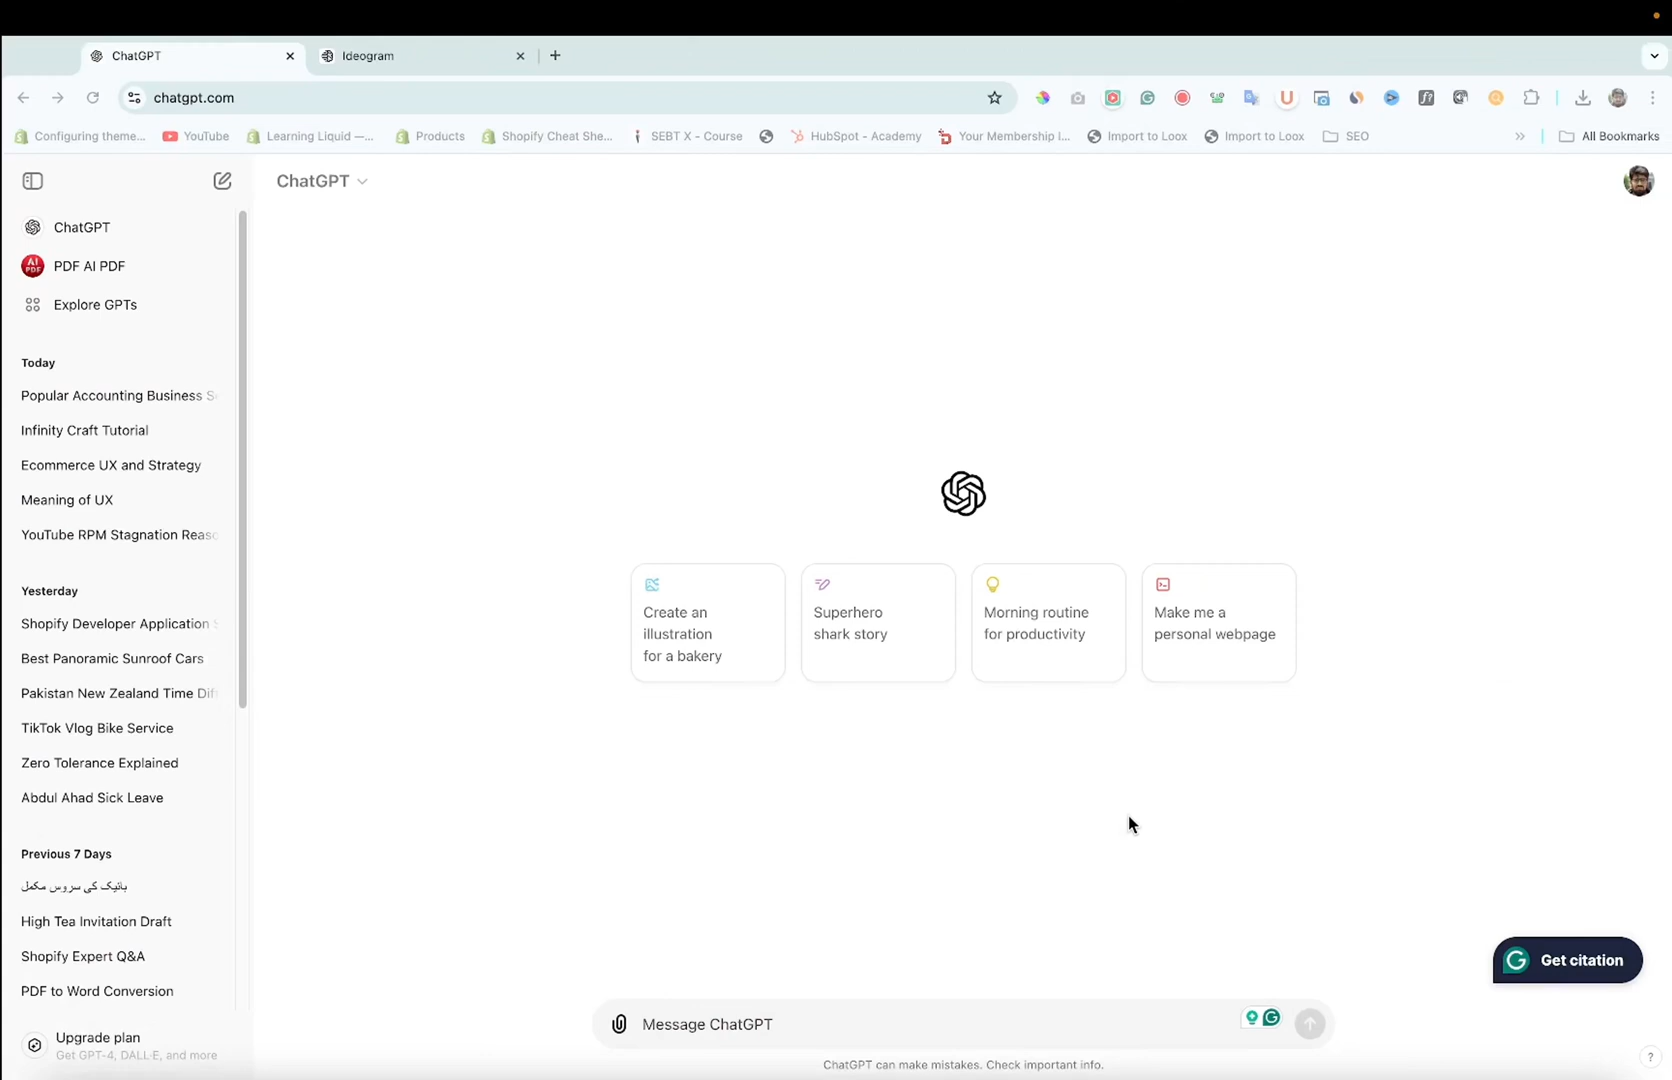 ChatGPT
Ideogram
chatgpt.com
Configuring theme...
YouTube
Learning Liquid —...
Products
Shopify Cheat She...
SEBT X - Course
HubSpot - Academy
Your Membership I...
Import to Loox
Import to Loox
SEO
All Bookmarks
ChatGPT
ChatGPT
AI PDF
PDF AI PDF
Explore GPTs
Today
Popular Accounting Business S
Infinity Craft Tutorial
Ecommerce UX and Strategy
Meaning of UX
YouTube RPM Stagnation Reaso
Yesterday
Shopify Developer Application
Best Panoramic Sunroof Cars
Pakistan New Zealand Time Dif
TikTok Vlog Bike Service
Zero Tolerance Explained
Abdul Ahad Sick Leave
Previous 7 Days
بائیک کی سروس مکمل
High Tea Invitation Draft
Shopify Expert Q&A
PDF to Word Conversion
Upgrade plan
Get GPT-4, DALL·E, and more
Create an
illustration
for a bakery
Superhero
shark story
Morning routine
for productivity
Make me a
personal webpage
Get citation
Message ChatGPT
ChatGPT can make mistakes. Check important info.
?